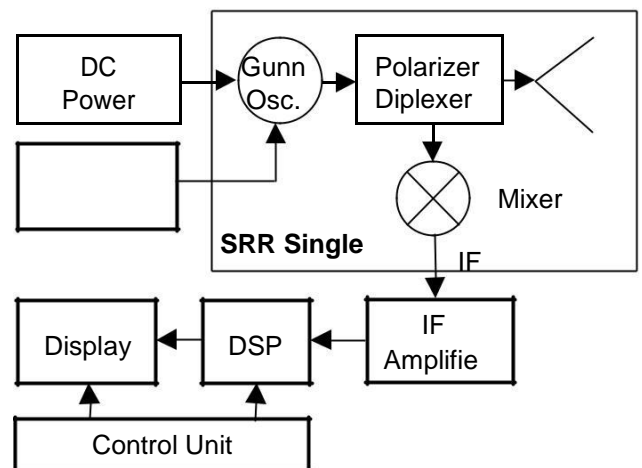 DC
Power
Gunn
Osc.
Polarizer
Diplexer
Mixer
SRR Single
IF
IF
Amplifie
DSP
Display
Control Unit